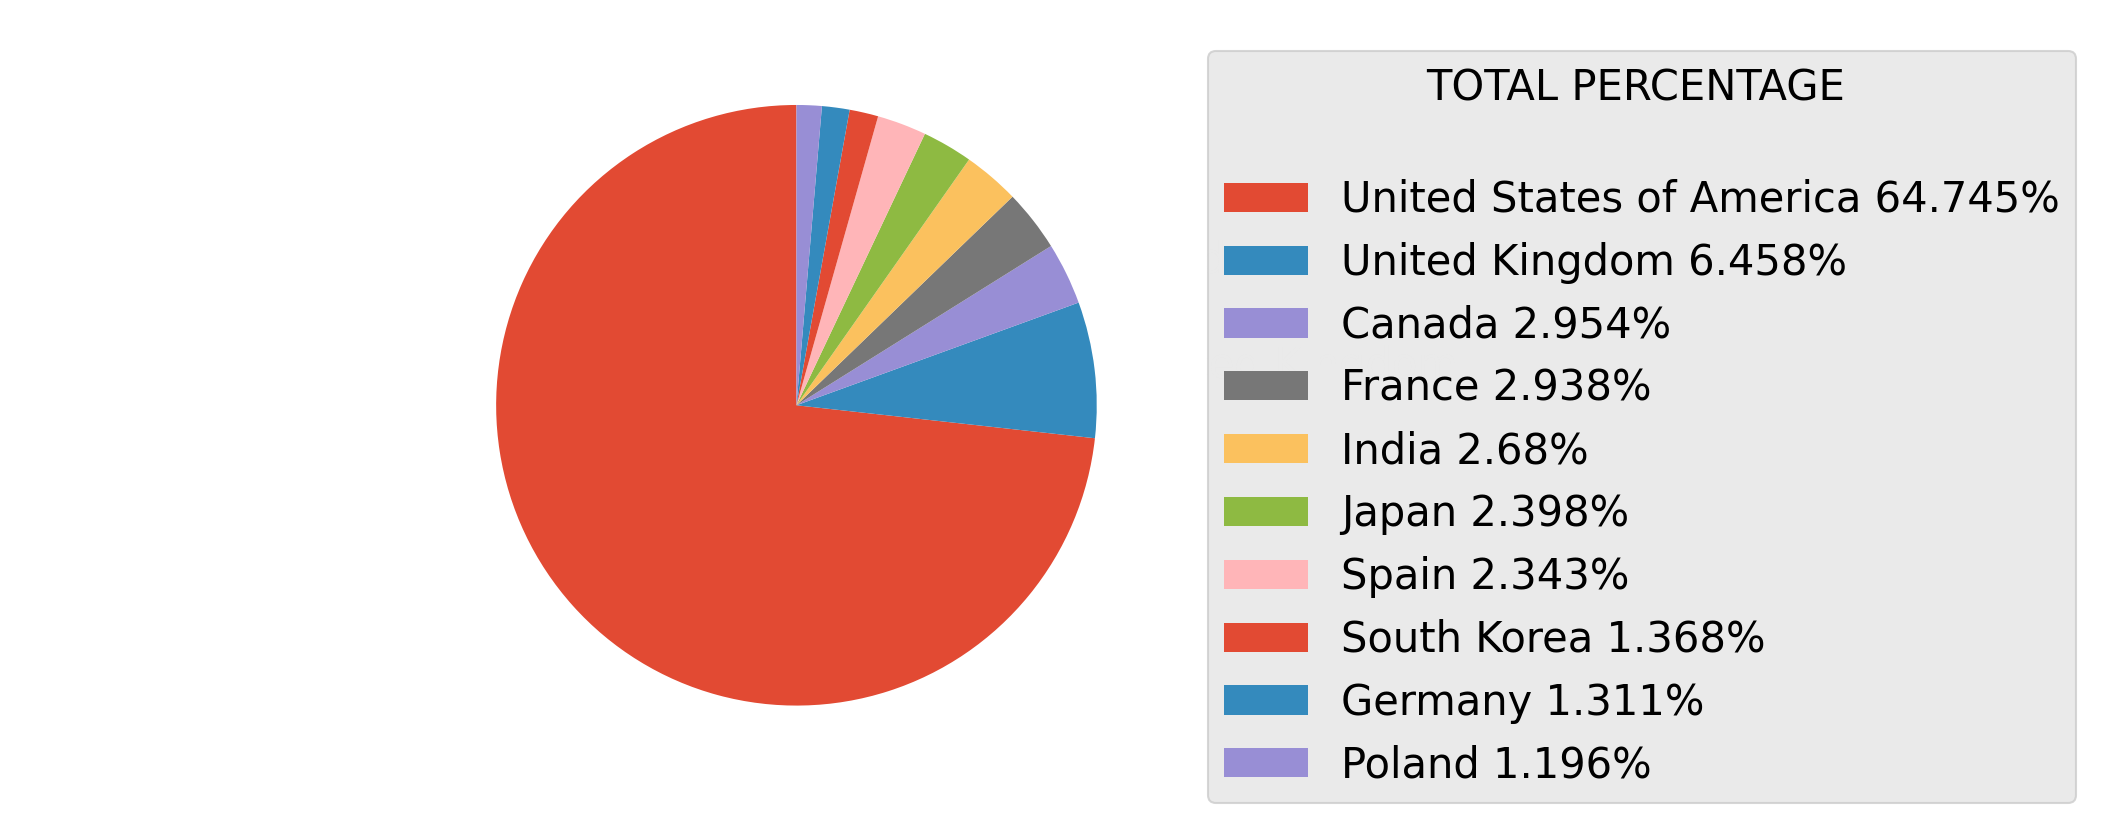 TOTAL PERCENTAGE
United States of America 64.745%
United Kingdom 6.458%
Canada 2.954%
France 2.938%
India 2.68%
Japan 2.398%
Spain 2.343%
South Korea 1.368%
Germany 1.311%
Poland 1.196%